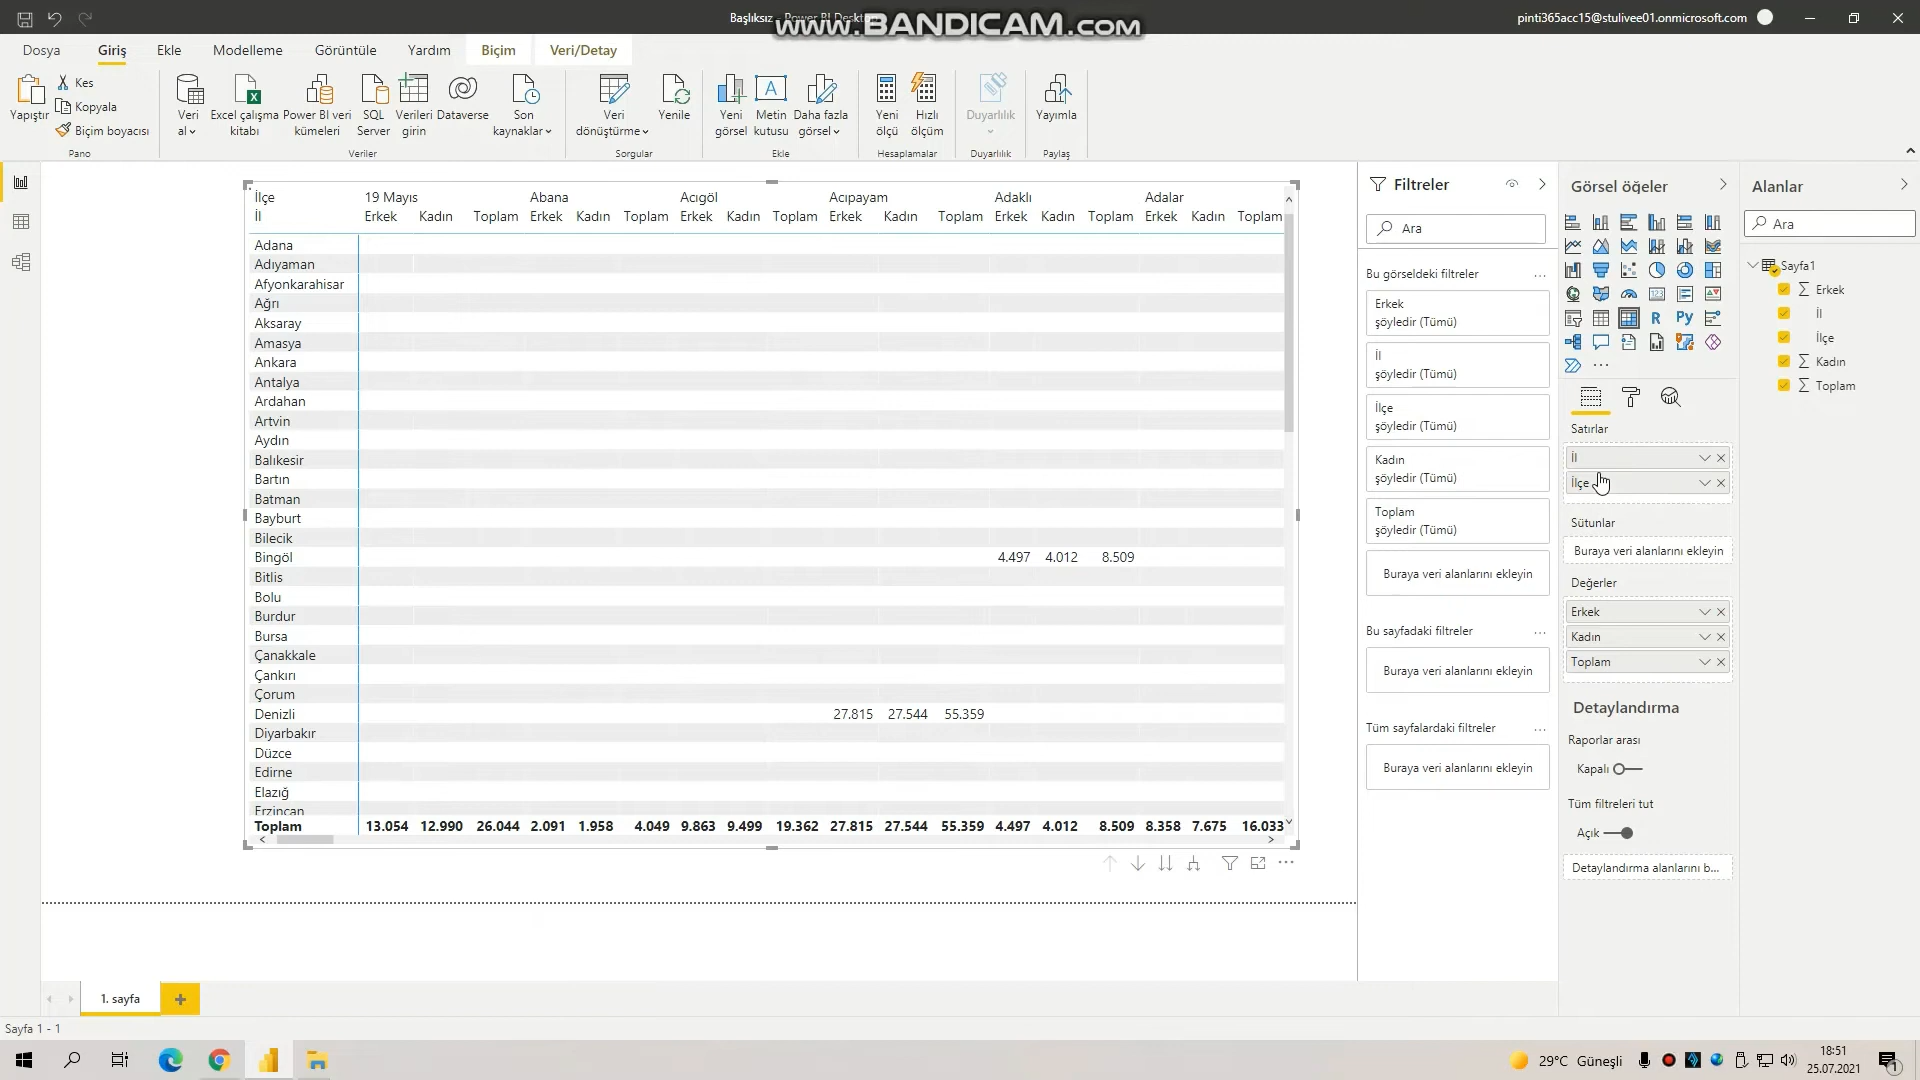 Başlıksız - Power BI Desktop
WWW.BANDICAM.COM
pinti365acc15@stulivee01.onmicrosoft.com
Dosya Giriş Ekle Modelleme Görüntüle Yardım Biçim Veri/Detay
Yapıştır
Kes
Kopyala
Biçim boyacısı
Veri al
Excel çalışma kitabı
Power BI veri kümeleri
SQL Server
Verileri girin
Dataverse
Son kaynaklar
Veri dönüştürme
Yenile
Yeni görsel
Metin kutusu
Daha fazla görsel
Yeni ölçü
Hızlı ölçüm
Duyarlılık
Yayımla
Pano Veriler Sorgular Ekle Hesaplamalar Duyarlılık Paylaş
İlçe 19 Mayıs Abana Acıgöl Acıpayam Adaklı Adalar
İl Erkek Kadın Toplam Erkek Kadın Toplam Erkek Kadın Toplam Erkek Kadın Toplam Erkek Kadın Toplam Erkek Kadın Toplam
Adana
Adıyaman
Afyonkarahisar
Ağrı
Aksaray
Amasya
Ankara
Antalya
Ardahan
Artvin
Aydın
Balıkesir
Bartın
Batman
Bayburt
Bilecik
Bingöl 4.497 4.012 8.509
Bitlis
Bolu
Burdur
Bursa
Çanakkale
Çankırı
Çorum
Denizli 27.815 27.544 55.359
Diyarbakır
Düzce
Edirne
Elazığ
Erzincan
Toplam 13.054 12.990 26.044 2.091 1.958 4.049 9.863 9.499 19.362 27.815 27.544 55.359 4.497 4.012 8.509 8.358 7.675 16.033
Filtreler
Ara
Bu görseldeki filtreler
Erkek
şöyledir (Tümü)
İl
şöyledir (Tümü)
İlçe
şöyledir (Tümü)
Kadın
şöyledir (Tümü)
Toplam
şöyledir (Tümü)
Buraya veri alanlarını ekleyin
Bu sayfadaki filtreler
Buraya veri alanlarını ekleyin
Tüm sayfalardaki filtreler
Buraya veri alanlarını ekleyin
Görsel öğeler
R Py
Satırlar
İl
İlçe
Sütunlar
Buraya veri alanlarını ekleyin
Değerler
Erkek
Kadın
Toplam
Detaylandırma
Raporlar arası
Kapalı
Tüm filtreleri tut
Açık
Detaylandırma alanlarını b...
Alanlar
Ara
Sayfa1
Erkek
İl
İlçe
Kadın
Toplam
1. sayfa
Sayfa 1 - 1
29°C Güneşli
18:51
25.07.2021
1